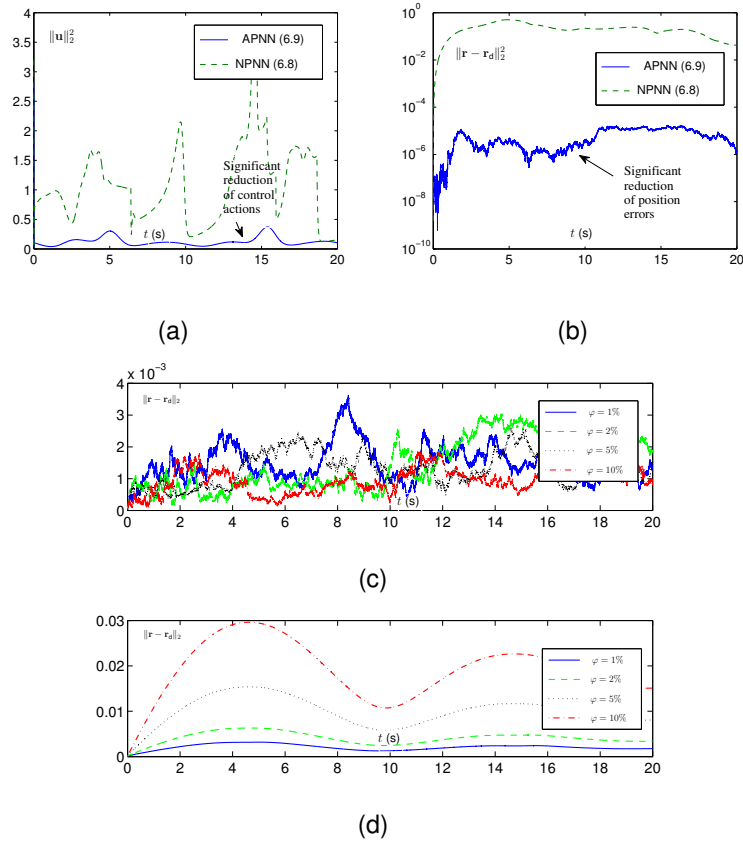 ‖u‖₂²
APNN (6.9)
NPNN (6.8)
Significant
reduction
of control
actions
t (s)
4
3.5
3
2.5
2
1.5
1
0.5
0
0 5 10 15 20
(a)
‖r − r_d‖₂²
APNN (6.9)
NPNN (6.8)
Significant
reduction
of position
errors
t (s)
10⁰
10⁻²
10⁻⁴
10⁻⁶
10⁻⁸
10⁻¹⁰
0 5 10 15 20
(b)
× 10⁻³
‖r − r_d‖₂
4
3
2
1
0
φ = 1%
φ = 2%
φ = 5%
φ = 10%
t (s)
0 2 4 6 8 10 12 14 16 18 20
(c)
‖r − r_d‖₂
0.03
0.02
0.01
0
φ = 1%
φ = 2%
φ = 5%
φ = 10%
t (s)
0 2 4 6 8 10 12 14 16 18 20
(d)